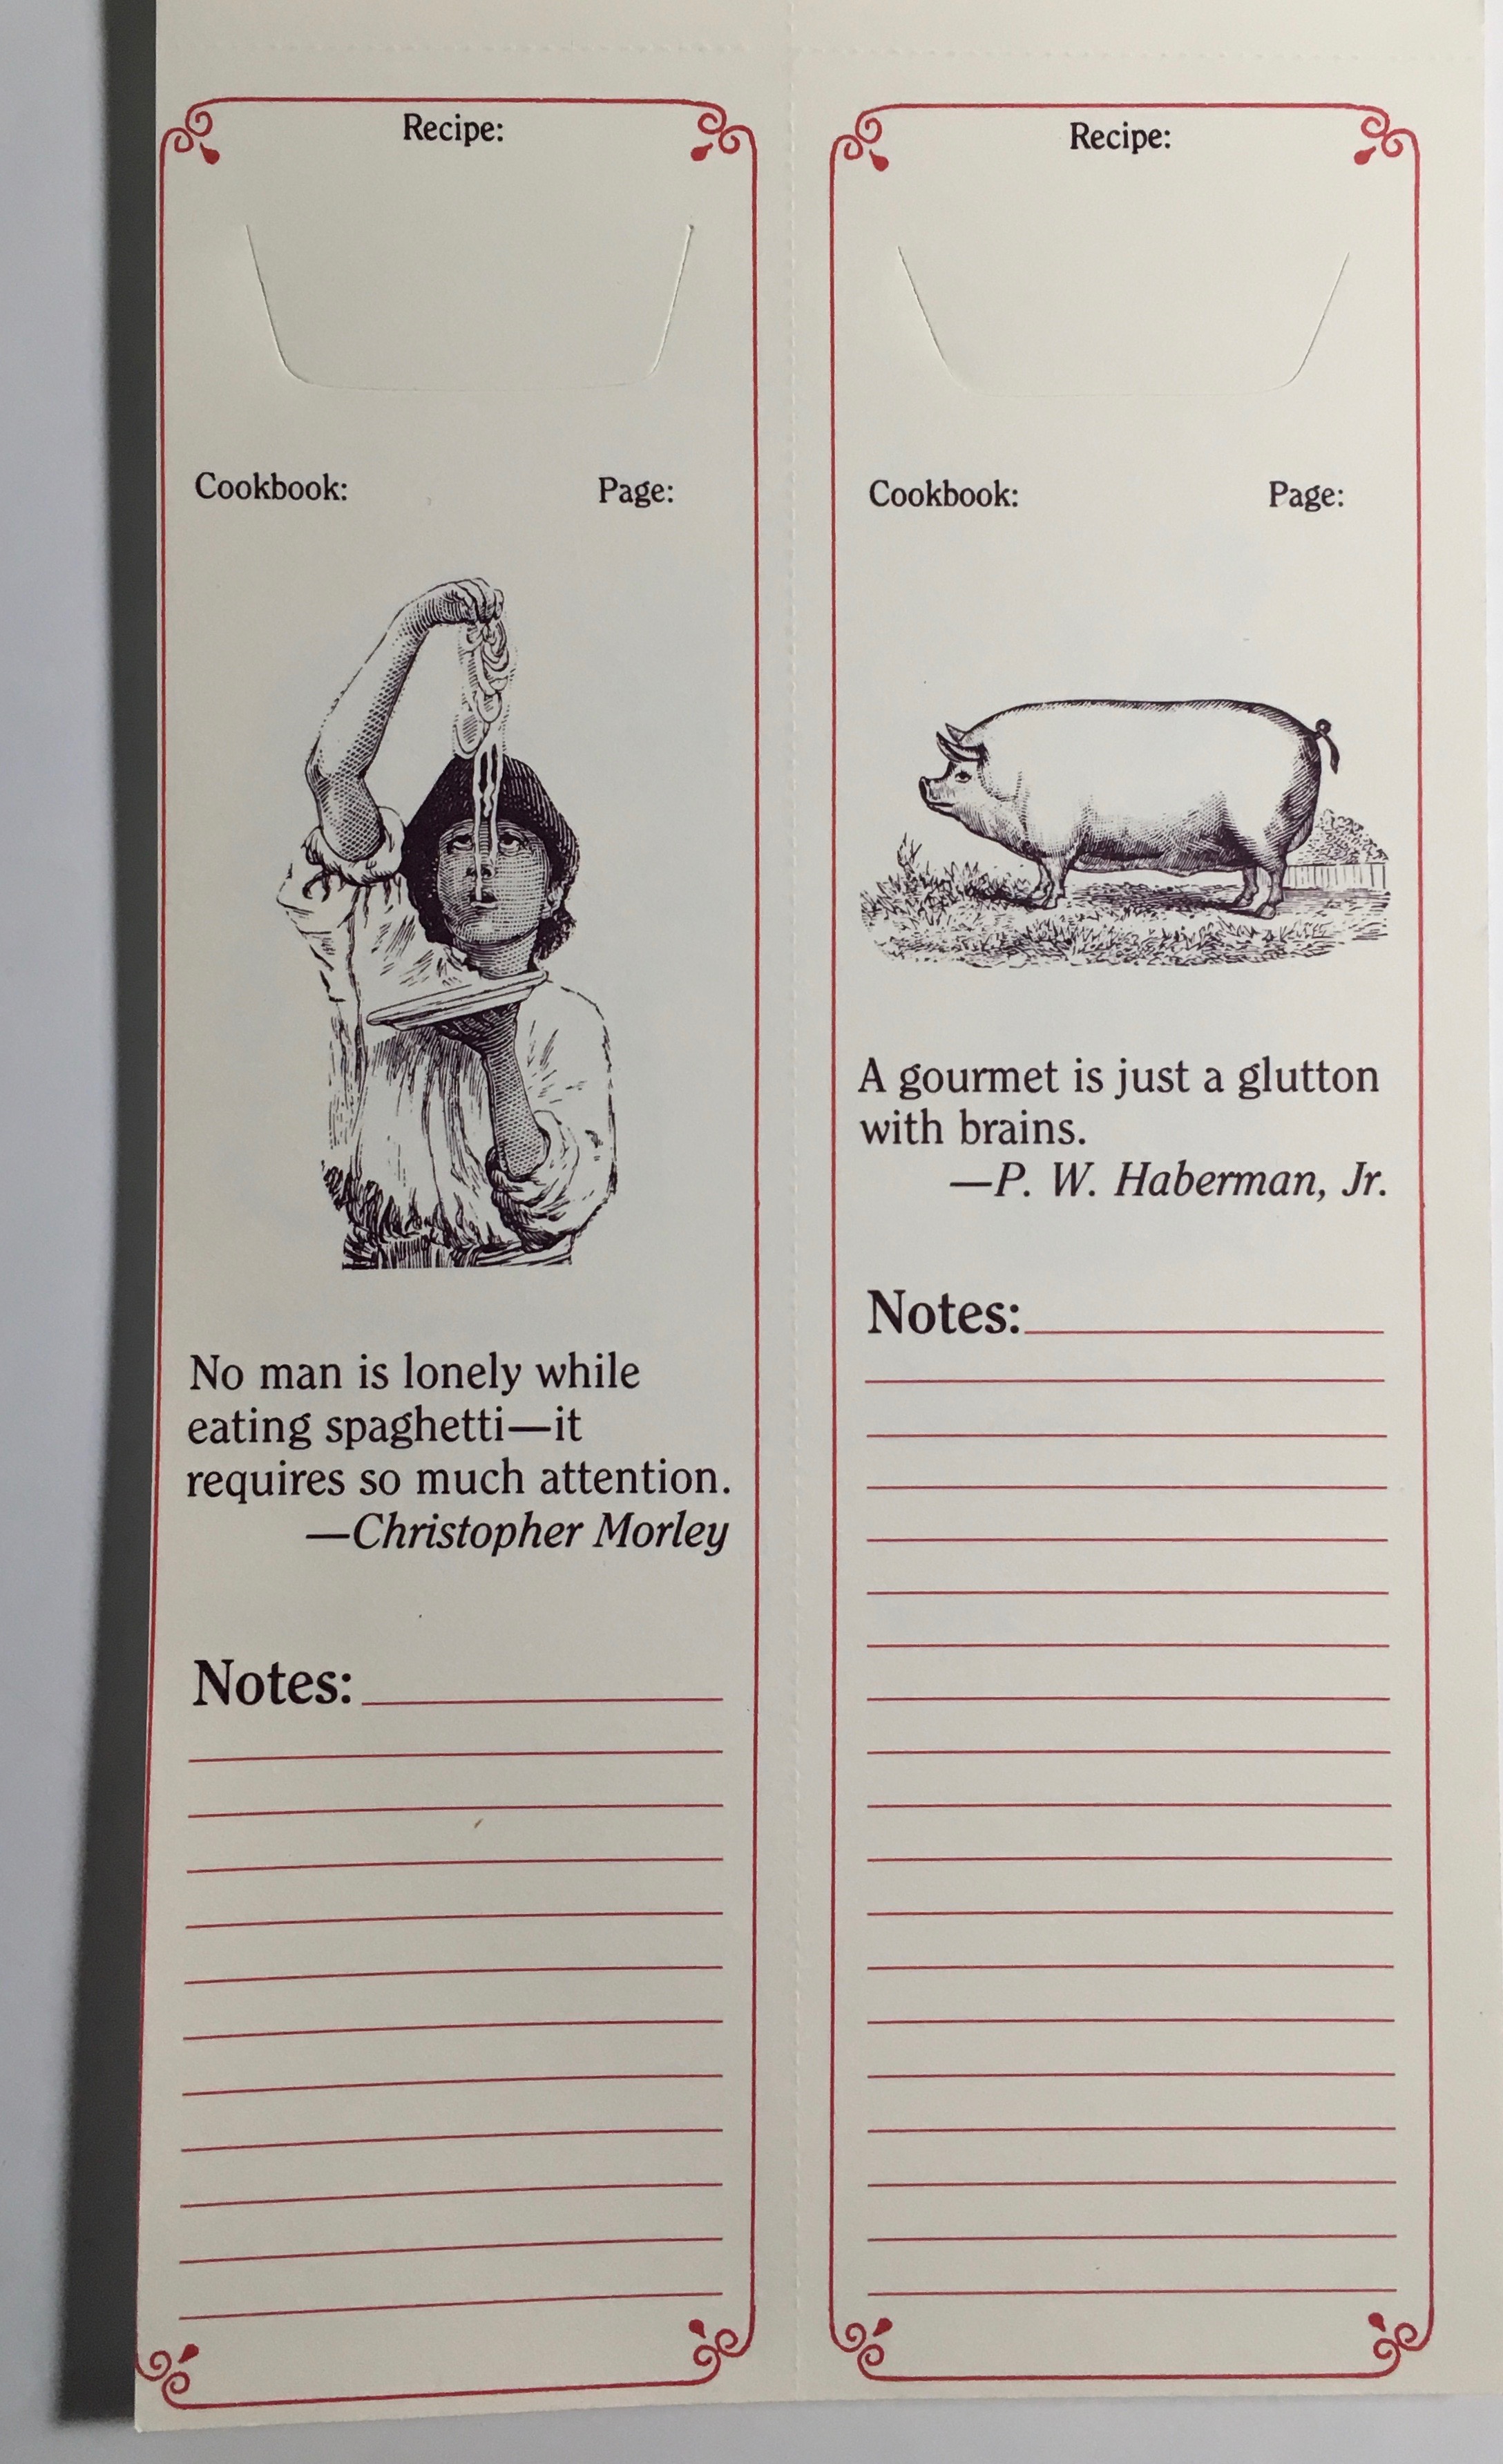 Recipe:
Cookbook: Page:
No man is lonely while
eating spaghetti—it
requires so much attention.
—Christopher Morley
Notes:
Recipe:
Cookbook: Page:
A gourmet is just a glutton
with brains.
—P. W. Haberman, Jr.
Notes: